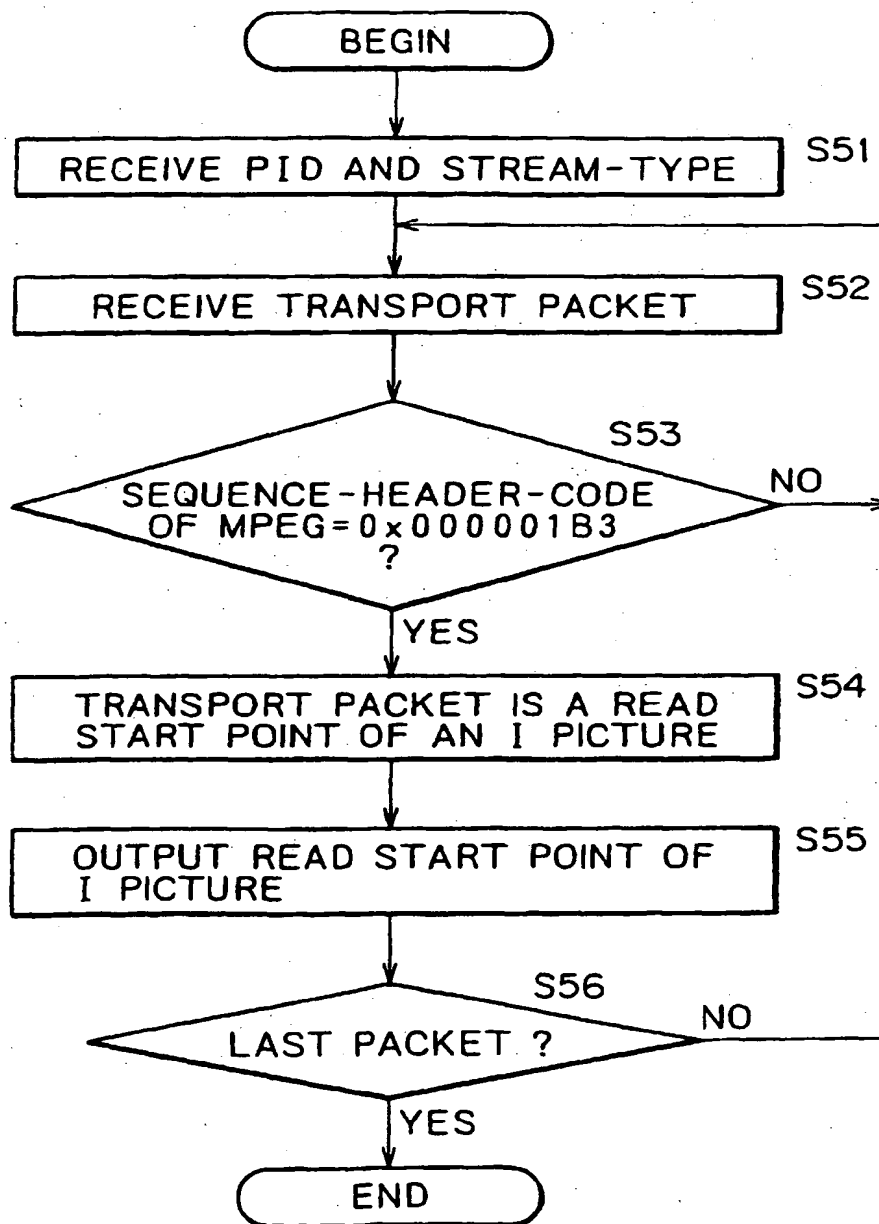 BEGIN
S51
RECEIVE PID AND STREAM-TYPE
S52
RECEIVE TRANSPORT PACKET
S53
SEQUENCE-HEADER-CODE
OF MPEG=0x000001B3
?
NO
YES
S54
TRANSPORT PACKET IS A READ
START POINT OF AN I PICTURE
S55
OUTPUT READ START POINT OF
I PICTURE
S56
LAST PACKET ?
NO
YES
END